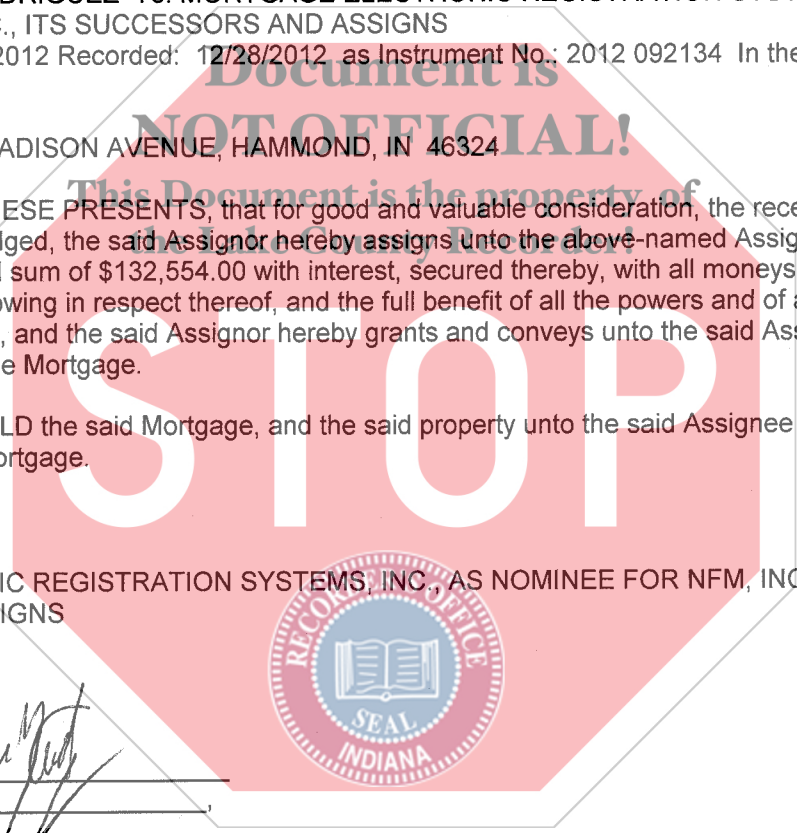 C., ITS SUCCESSORS AND ASSIGNS
2012 Recorded: 12/28/2012 as Instrument No.: 2012 092134 In the
Document is
NOT OFFICIAL!
ADISON AVENUE, HAMMOND, IN 46324
This Document is the property of
the Lake County Recorder!
ESE PRESENTS, that for good and valuable consideration, the rece
ged, the said Assignor hereby assigns unto the above-named Assig
sum of $132,554.00 with interest, secured thereby, with all moneys
owing in respect thereof, and the full benefit of all the powers and of a
, and the said Assignor hereby grants and conveys unto the said Ass
e Mortgage.
STOP
LD the said Mortgage, and the said property unto the said Assignee
ortgage.
IC REGISTRATION SYSTEMS, INC., AS NOMINEE FOR NFM, INC
IGNS
RECORDER OFFICE
SEAL
INDIANA